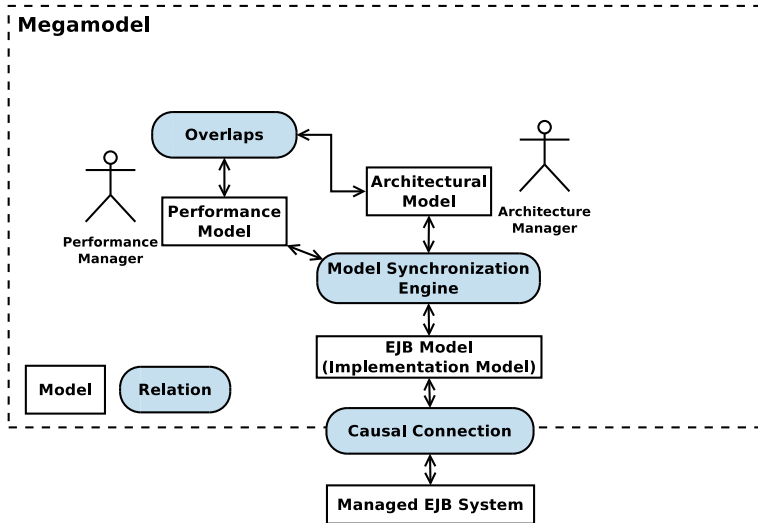 Megamodel
Overlaps
Architectural
Model
Performance
Model
Performance
Manager
Architecture
Manager
Model Synchronization
Engine
EJB Model
(Implementation Model)
Model
Relation
Causal Connection
Managed EJB System